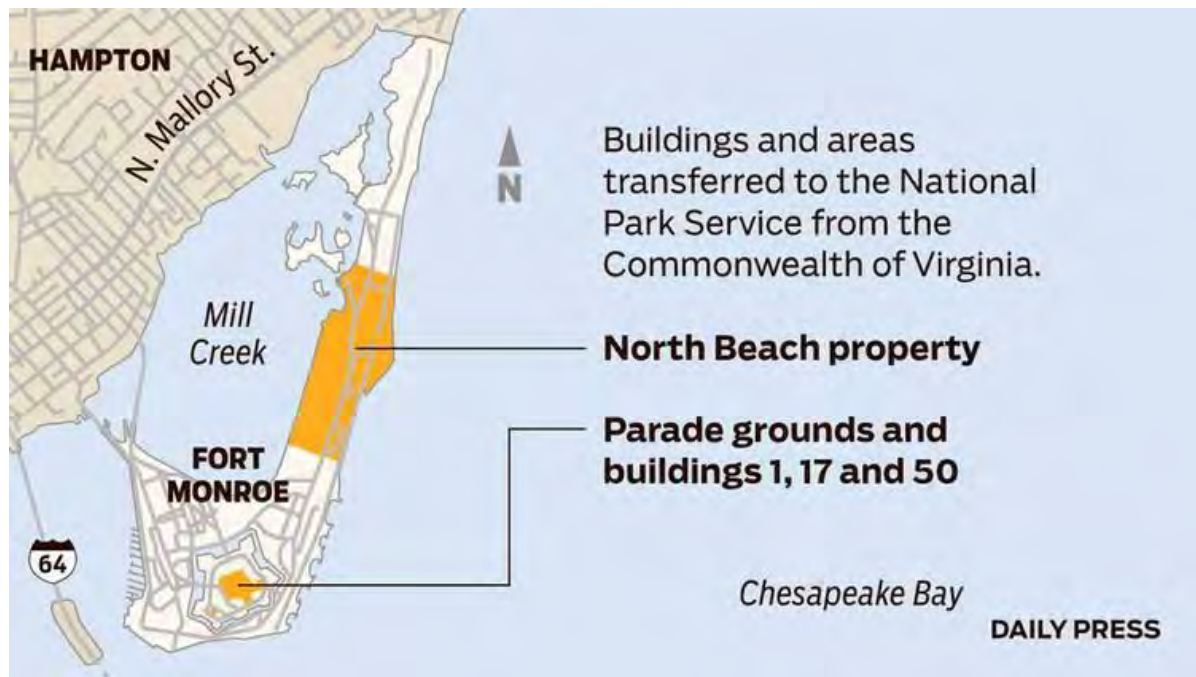 HAMPTON
N. Mallory St.
N
Buildings and areas
transferred to the National
Park Service from the
Commonwealth of Virginia.
Mill
Creek
North Beach property
Parade grounds and
buildings 1, 17 and 50
FORT
MONROE
64
Chesapeake Bay
DAILY PRESS